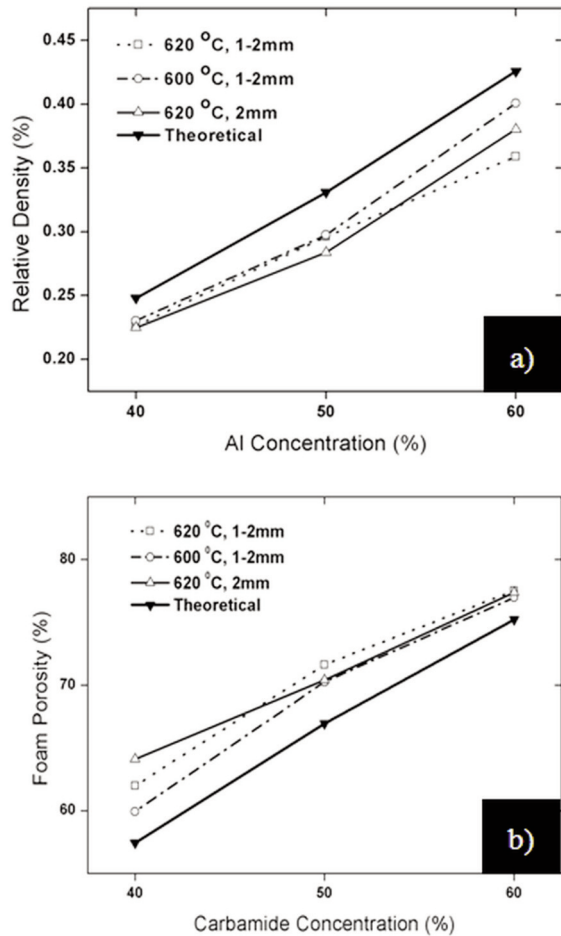 0.45
0.40
0.35
0.30
0.25
0.20
Relative Density (%)
620 °C, 1-2mm
600 °C, 1-2mm
620 °C, 2mm
Theoretical
a)
40 50 60
Al Concentration (%)
80
70
60
Foam Porosity (%)
620 °C, 1-2mm
600 °C, 1-2mm
620 °C, 2mm
Theoretical
b)
40 50 60
Carbamide Concentration (%)